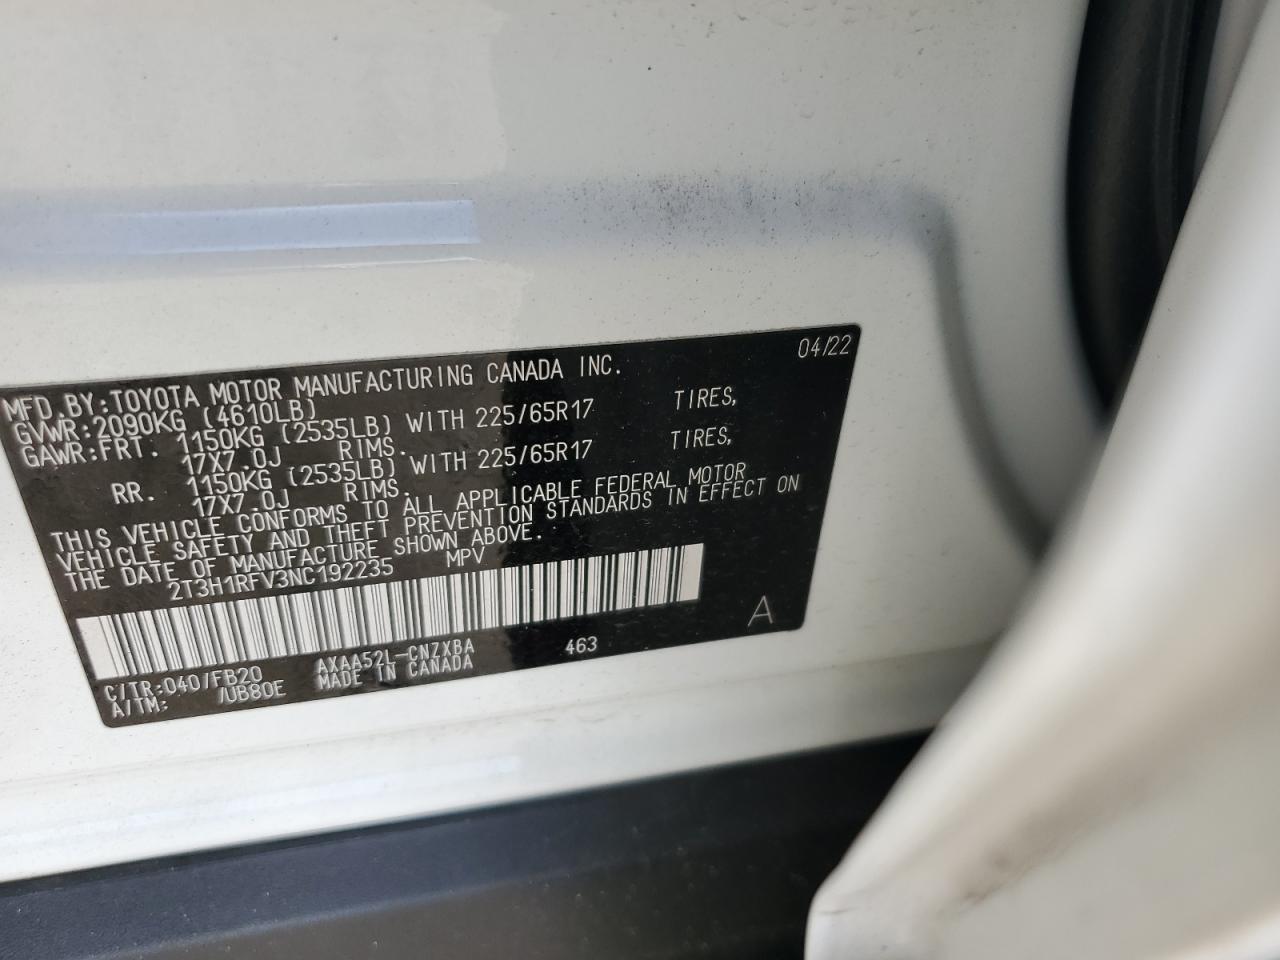 04/22
MFD.BY:TOYOTA MOTOR MANUFACTURING CANADA INC.
GVWR:2090KG (4610LB)
GAWR:FRT. 1150KG (2535LB) WITH 225/65R17 TIRES,
17X7.0J RIMS.
RR. 1150KG (2535LB) WITH 225/65R17 TIRES,
17X7.0J RIMS.
THIS VEHICLE CONFORMS TO ALL APPLICABLE FEDERAL MOTOR
VEHICLE SAFETY AND THEFT PREVENTION STANDARDS IN EFFECT ON
THE DATE OF MANUFACTURE SHOWN ABOVE.
2T3H1RFV3NC192235 MPV
A
C/TR:040/FB20 AXAA52L-CNZXBA 463
A/TM: /UB80E MADE IN CANADA